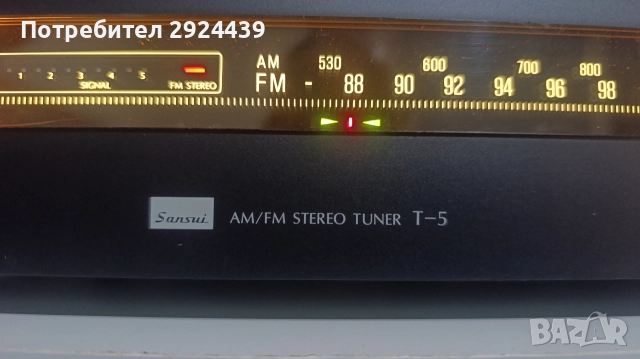 Потребител 2924439
AM 530 600 700 800
FM - 88 90 92 94 96 98
1 2 3 4 5 FM STEREO
SIGNAL
Sansui AM/FM STEREO TUNER T-5
BAZAR